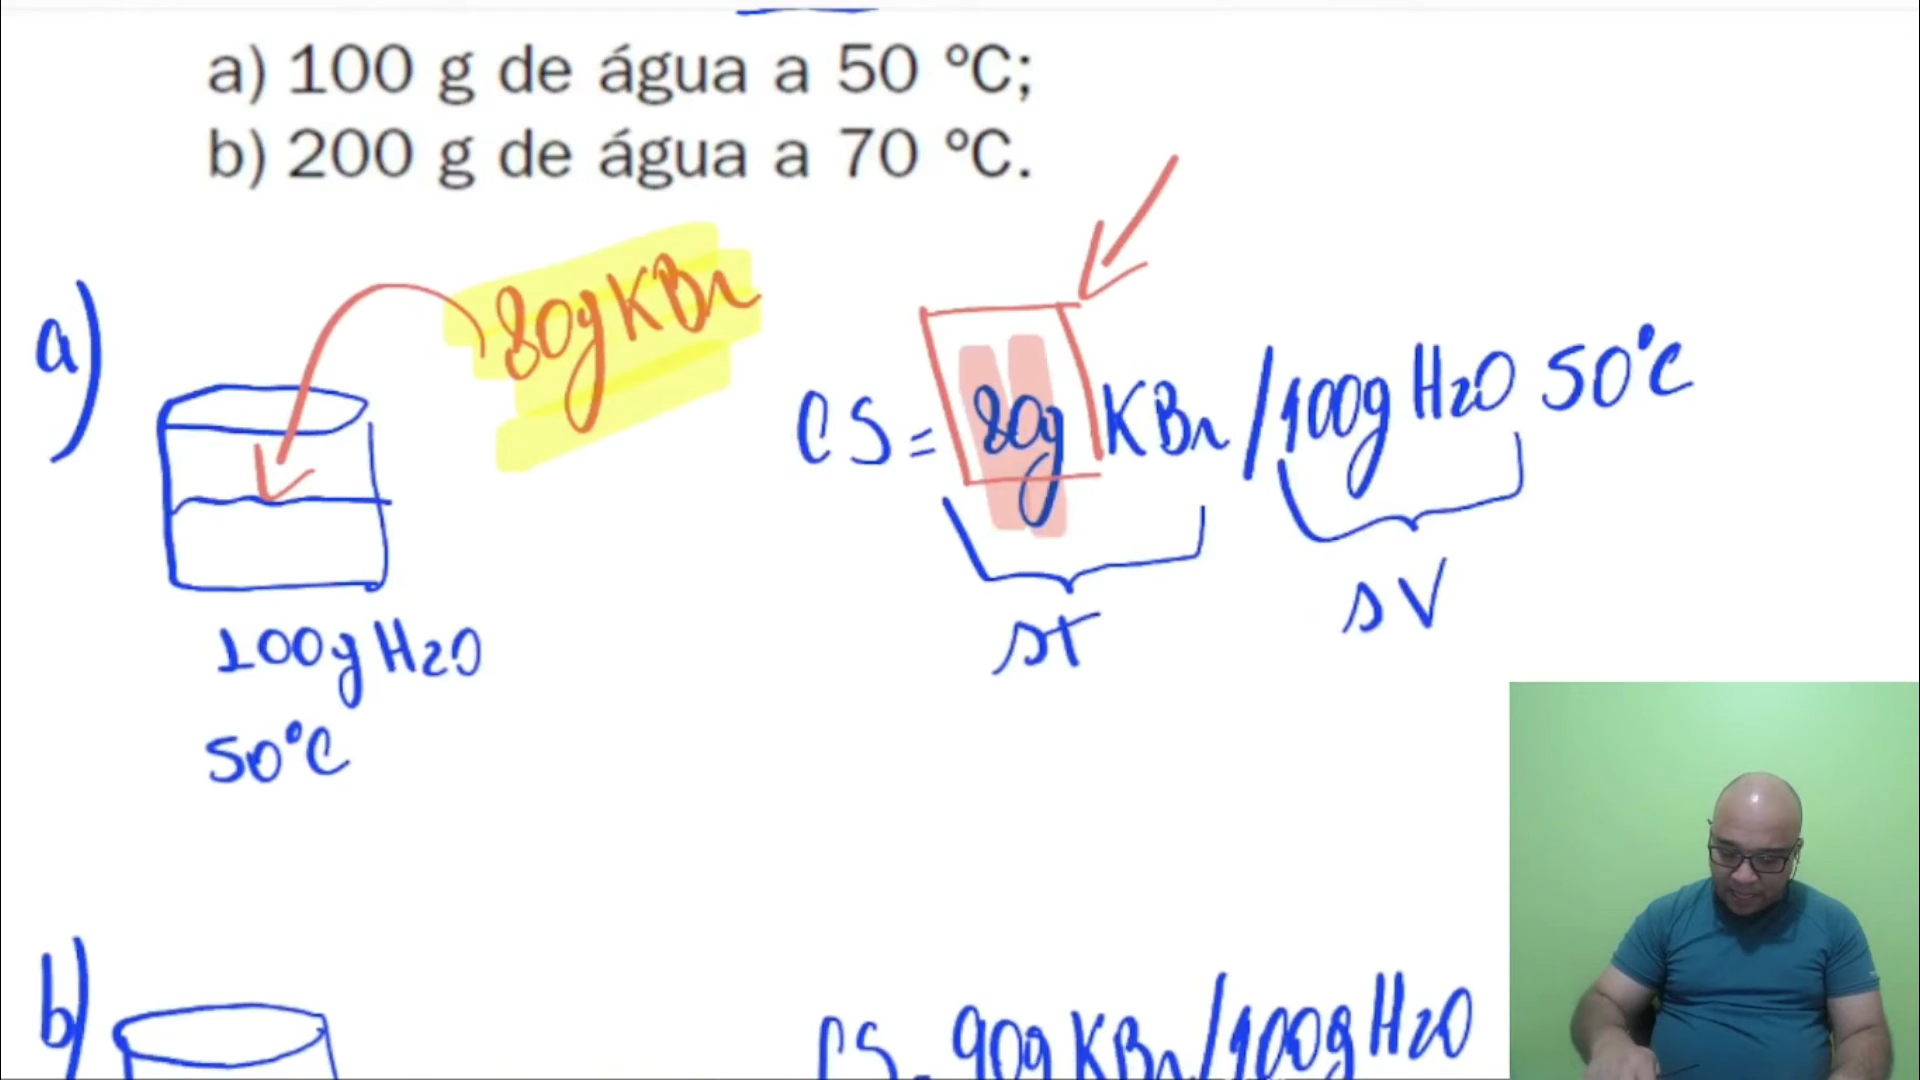 a) 100 g de água a 50 °C;
b) 200 g de água a 70 °C.
a)
80g KBr
CS = 80g KBr / 100g H2O 50°C
ST
SV
100g H2O
50°C
b)
CS = 90g KBr / 100g H2O